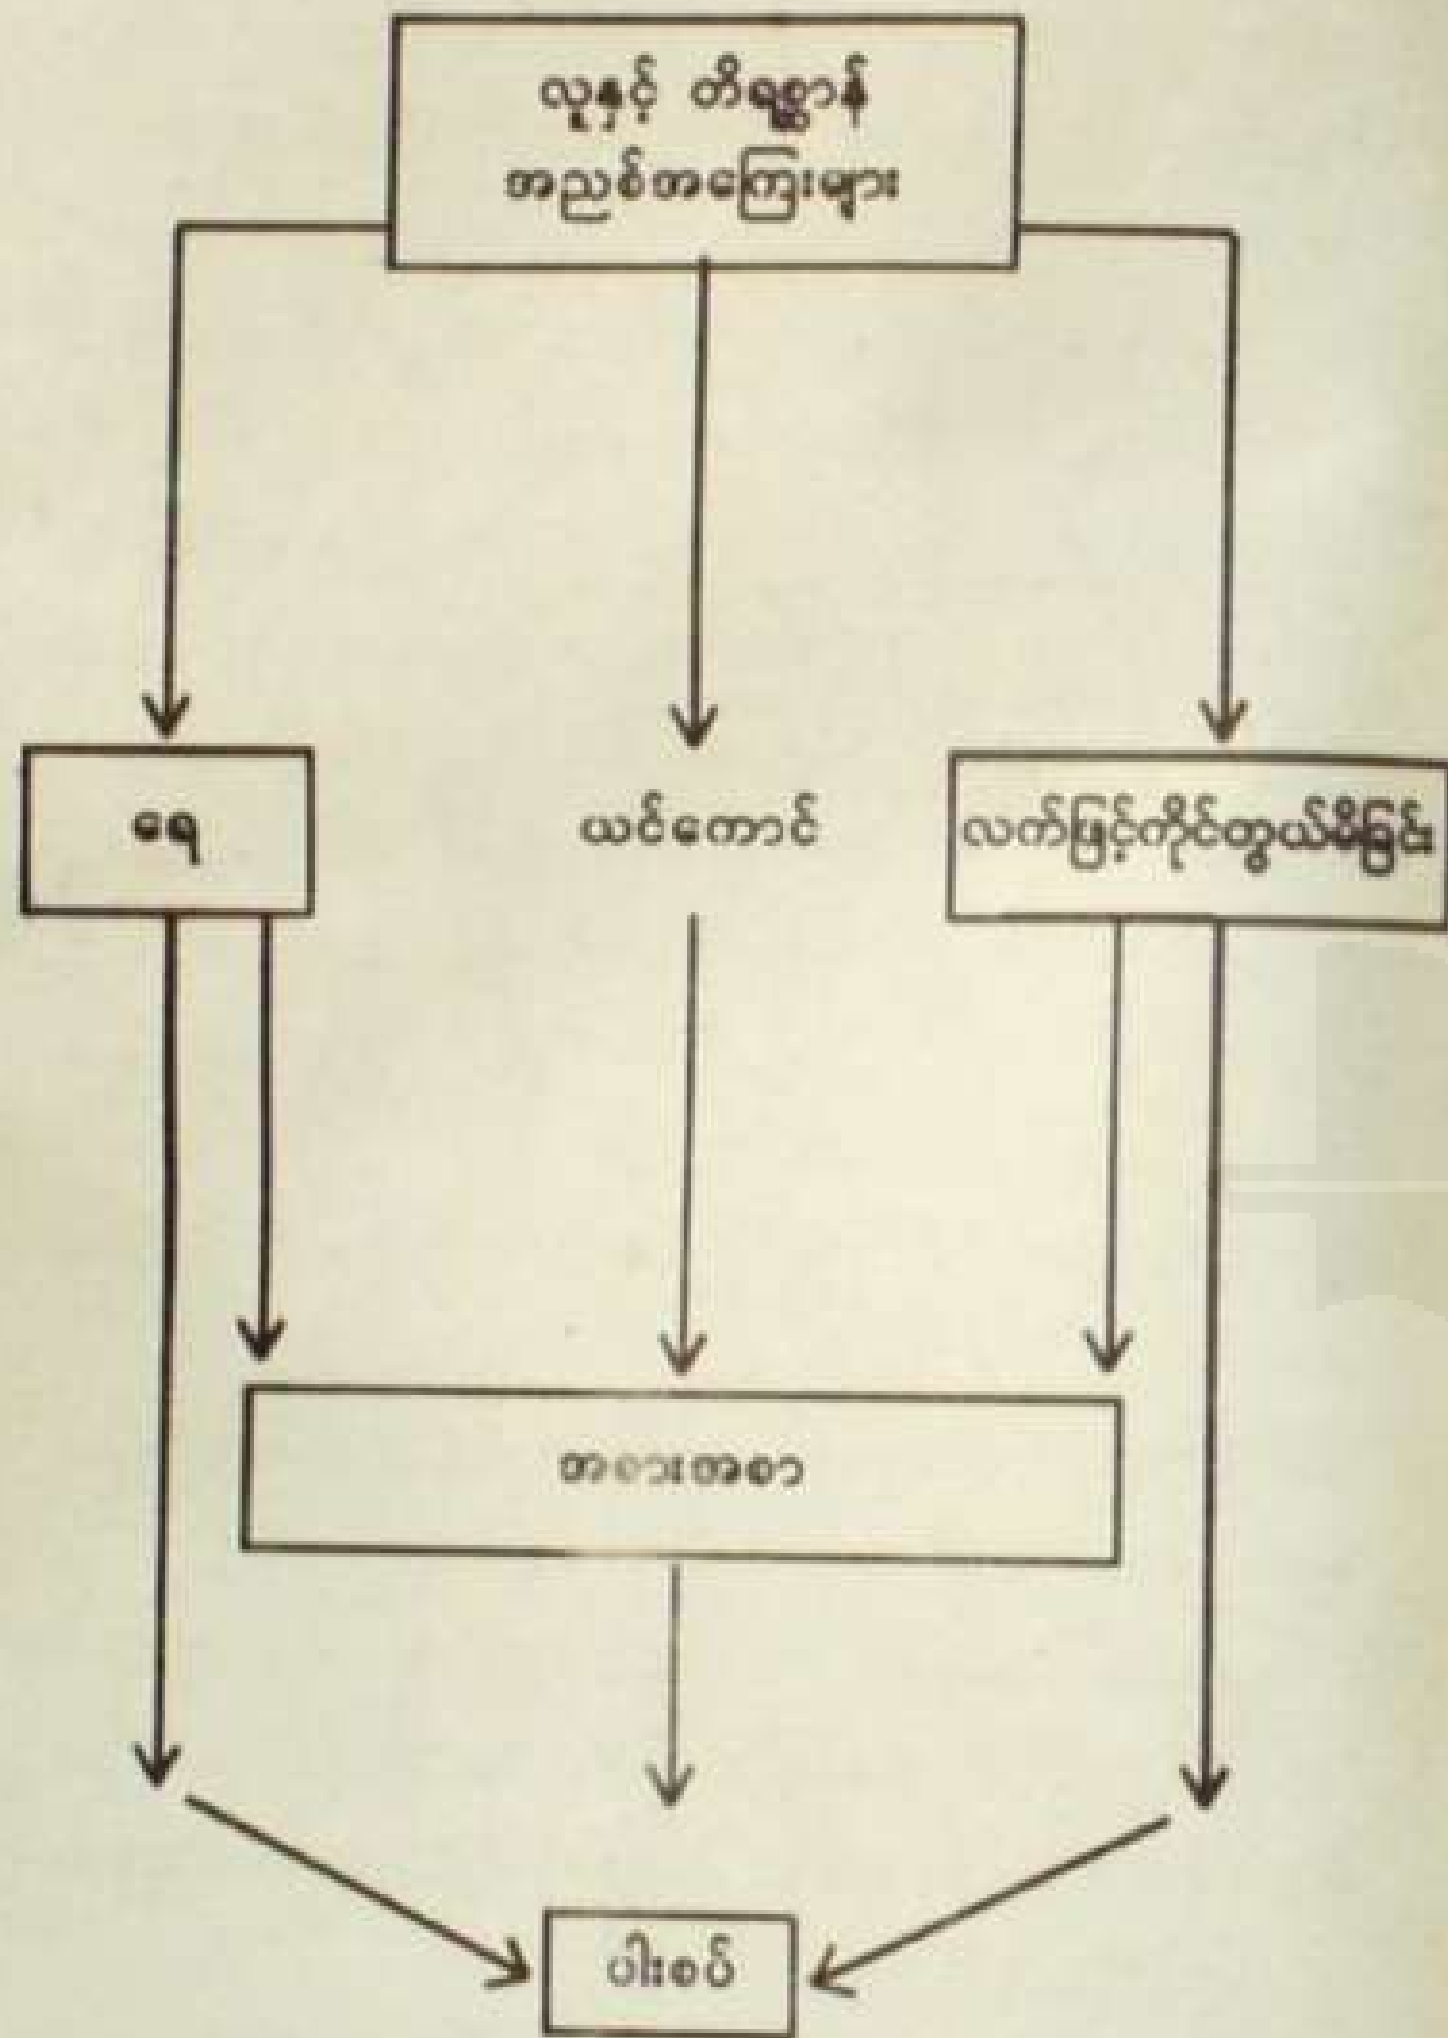 လူနှင့် တိရစ္ဆာန်
အညစ်အကြေးများ
ရေ
ယင်ကောင်
လက်ဖြင့်ကိုင်တွယ်မိခြင်း
အစားအစာ
ပါးစပ်